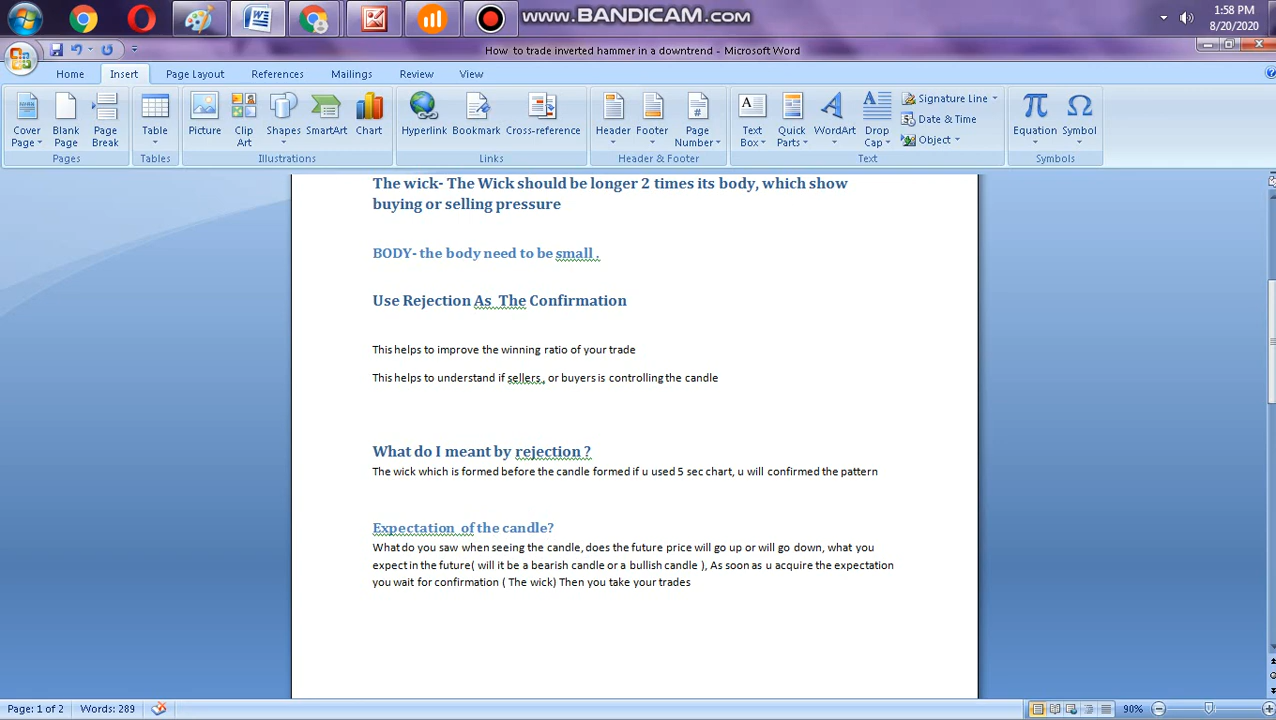 www.BANDICAM.com
1:58 PM
8/20/2020
How to trade inverted hammer in a downtrend - Microsoft Word
Home Insert Page Layout References Mailings Review View
Cover Page
Blank Page
Page Break
Table
Picture
Clip Art
Shapes
SmartArt
Chart
Hyperlink
Bookmark
Cross-reference
Header
Footer
Page Number
Text Box
Quick Parts
WordArt
Drop Cap
Signature Line
Date & Time
Object
Equation
Symbol
Pages Tables Illustrations Links Header & Footer Text Symbols
The wick- The Wick should be longer 2 times its body, which show
buying or selling pressure
BODY- the body need to be small .
Use Rejection As The Confirmation
This helps to improve the winning ratio of your trade
This helps to understand if sellers , or buyers is controlling the candle
What do I meant by rejection ?
The wick which is formed before the candle formed if u used 5 sec chart, u will confirmed the pattern
Expectation of the candle?
What do you saw when seeing the candle, does the future price will go up or will go down, what you
expect in the future( will it be a bearish candle or a bullish candle ), As soon as u acquire the expectation
you wait for confirmation ( The wick) Then you take your trades
Page: 1 of 2 Words: 289 90%